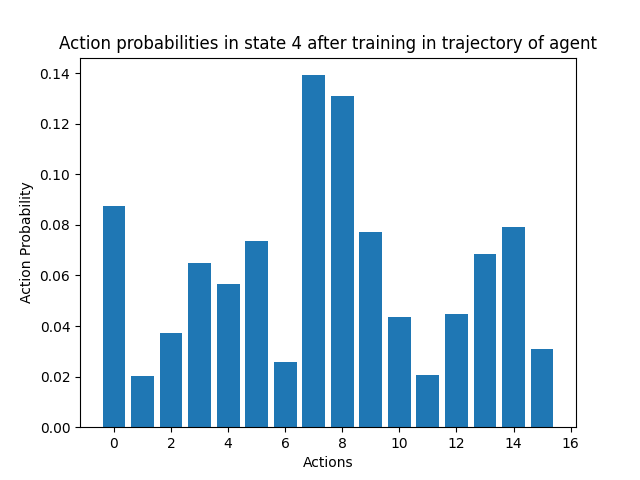 Action probabilities in state 4 after training in trajectory of agent
0.14
0.12
0.10
0.08
0.06
0.04
0.02
0.00
Action Probability
0 2 4 6 8 10 12 14 16
Actions